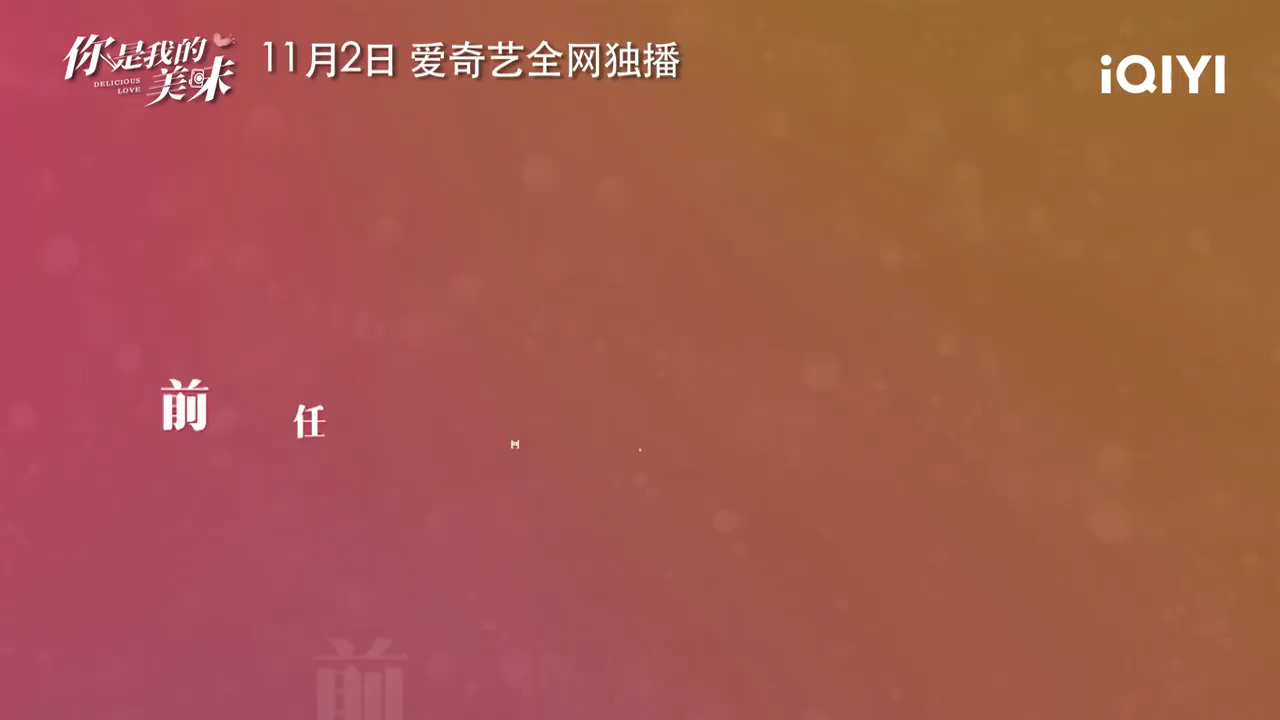 你是我的
美味
DELICIOUS
LOVE
11月2日 爱奇艺全网独播
iQIYI
前 任
前